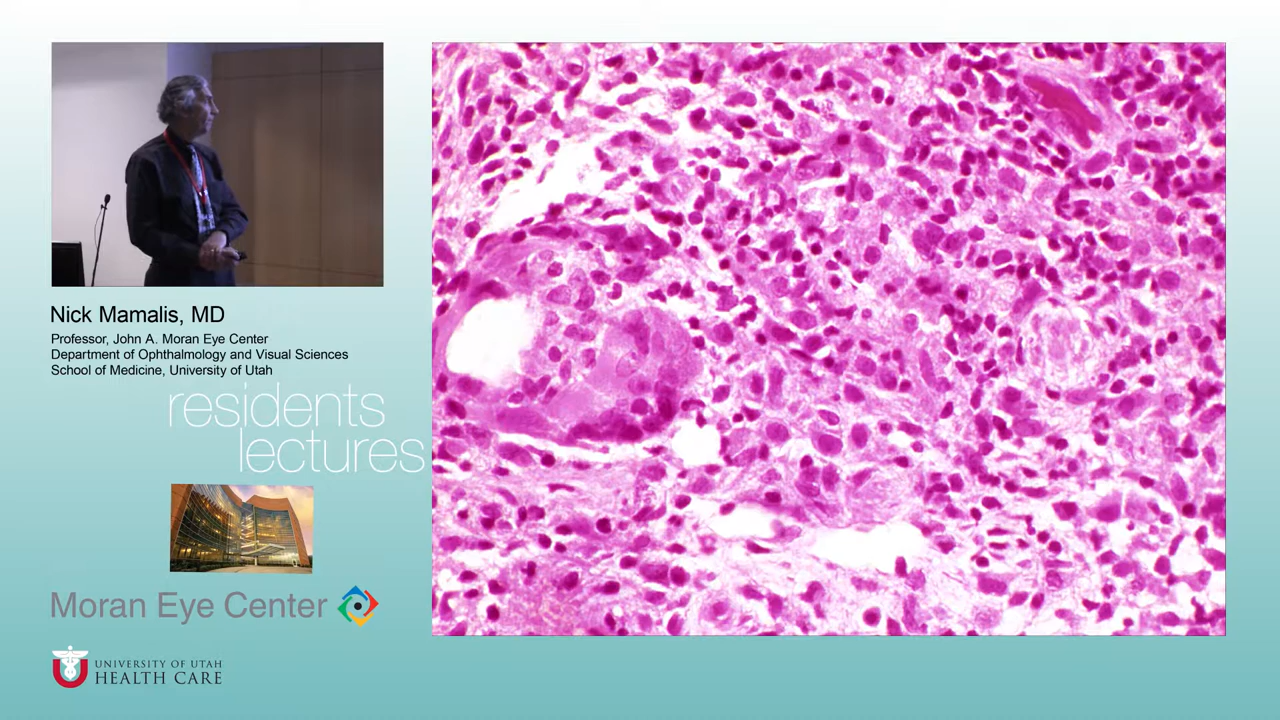 Nick Mamalis, MD
Professor, John A. Moran Eye Center
Department of Ophthalmology and Visual Sciences
School of Medicine, University of Utah
residents
lectures
Moran Eye Center
UNIVERSITY OF UTAH
HEALTH CARE